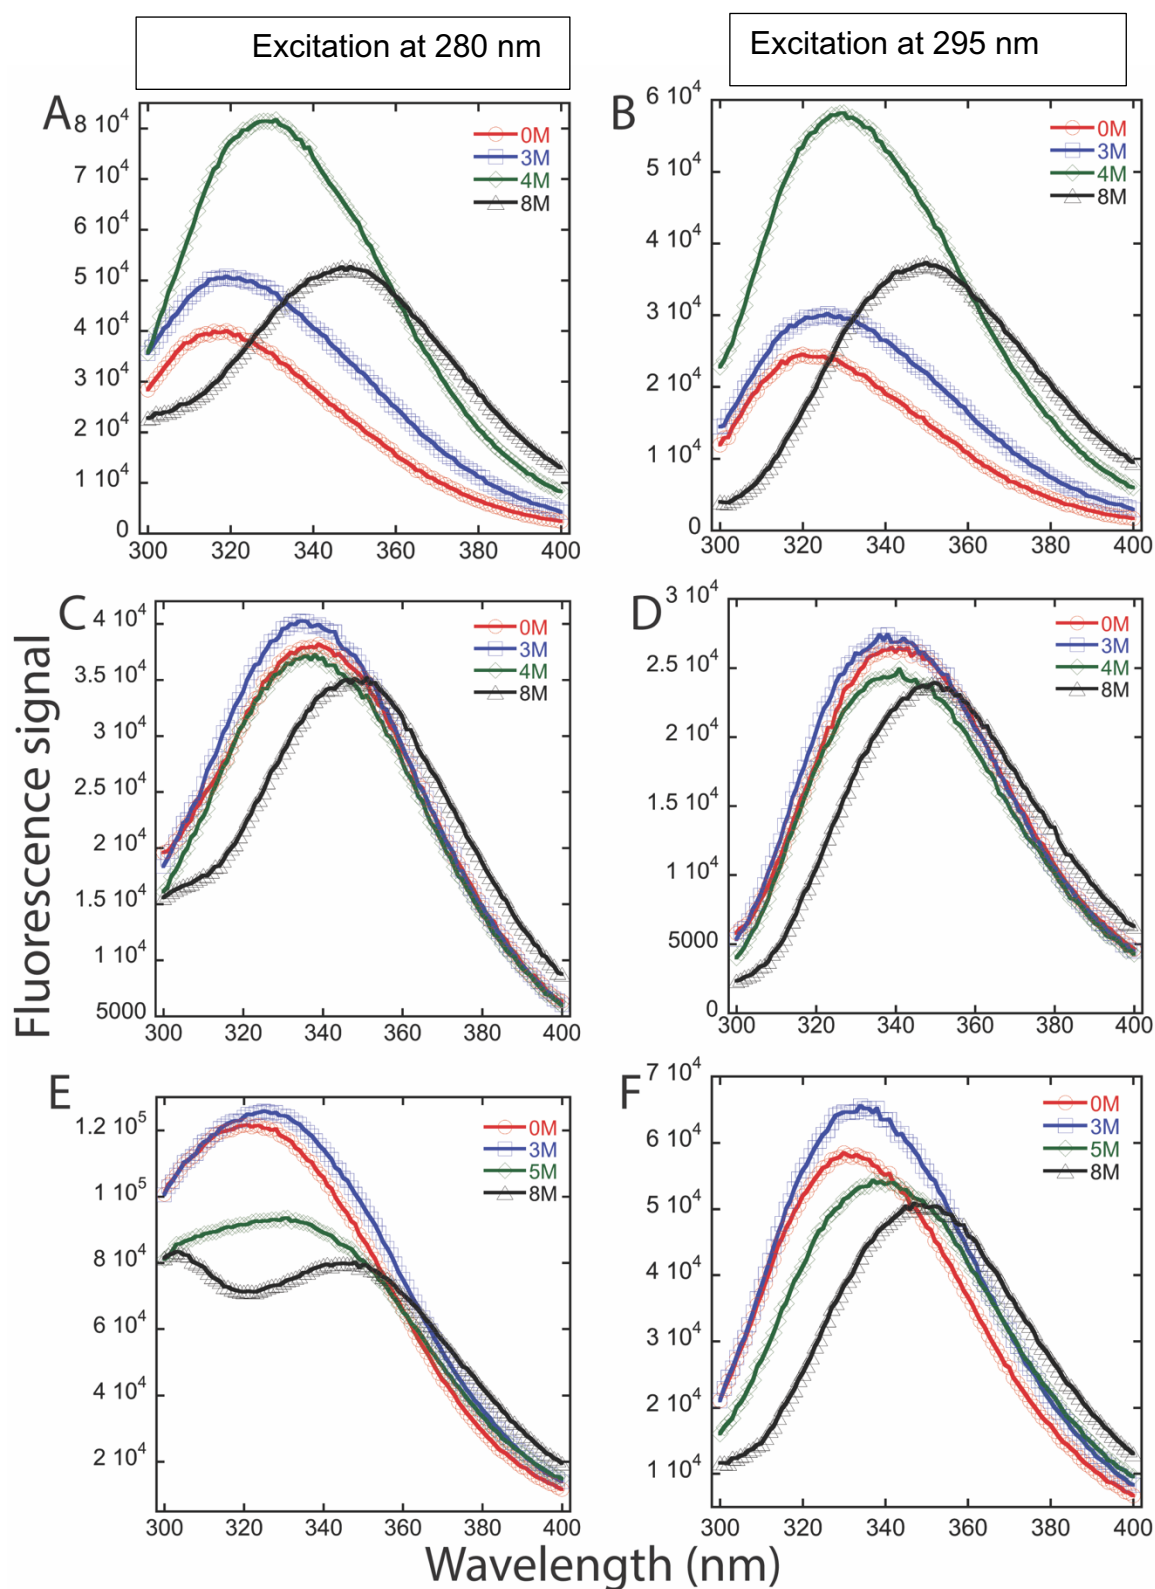 Excitation at 280 nm
Excitation at 295 nm
A
8 10^4
7 10^4
6 10^4
5 10^4
4 10^4
3 10^4
2 10^4
1 10^4
0
300 320 340 360 380 400
0M
3M
4M
8M
B
6 10^4
5 10^4
4 10^4
3 10^4
2 10^4
1 10^4
0
300 320 340 360 380 400
0M
3M
4M
8M
Fluorescence signal
C
4 10^4
3.5 10^4
3 10^4
2.5 10^4
2 10^4
1.5 10^4
1 10^4
5000
300 320 340 360 380 400
0M
3M
4M
8M
D
3 10^4
2.5 10^4
2 10^4
1.5 10^4
1 10^4
5000
0
300 320 340 360 380 400
0M
3M
4M
8M
E
1.2 10^5
1 10^5
8 10^4
6 10^4
4 10^4
2 10^4
300 320 340 360 380 400
0M
3M
5M
8M
F
7 10^4
6 10^4
5 10^4
4 10^4
3 10^4
2 10^4
1 10^4
300 320 340 360 380 400
0M
3M
5M
8M
Wavelength (nm)